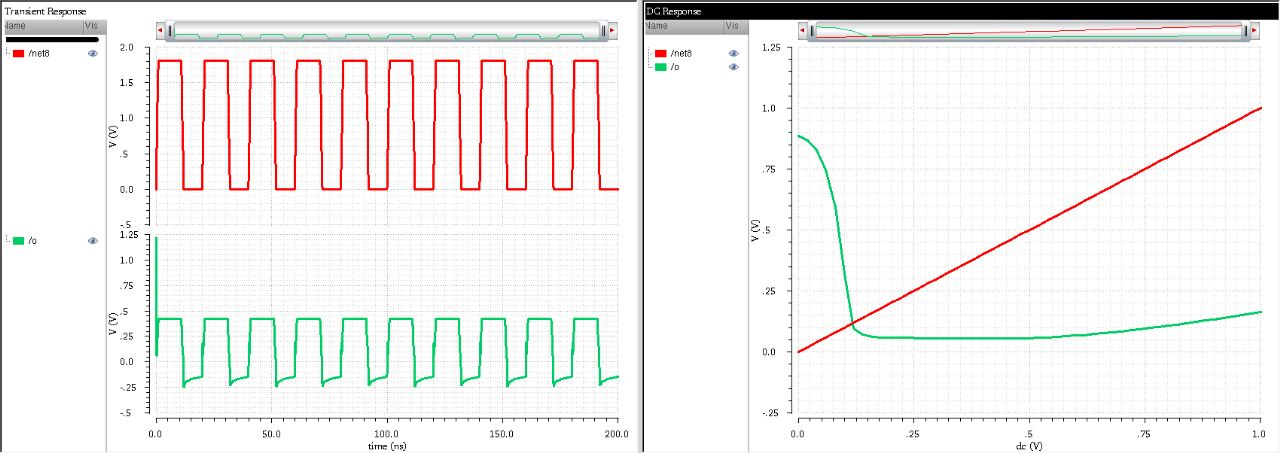 Transient Response
Name Vis
/net8
/o
2.0
1.5
1.0
.5
0.0
-.5
V (V)
1.25
1.0
.75
.5
.25
0.0
-.25
-.5
V (V)
0.0 50.0 100.0 150.0 200.0
time (ns)
DC Response
Name Vis
/net8
/o
1.25
1.0
.75
.5
.25
0.0
-.25
V (V)
0.0 .25 .5 .75 1.0
dc (V)